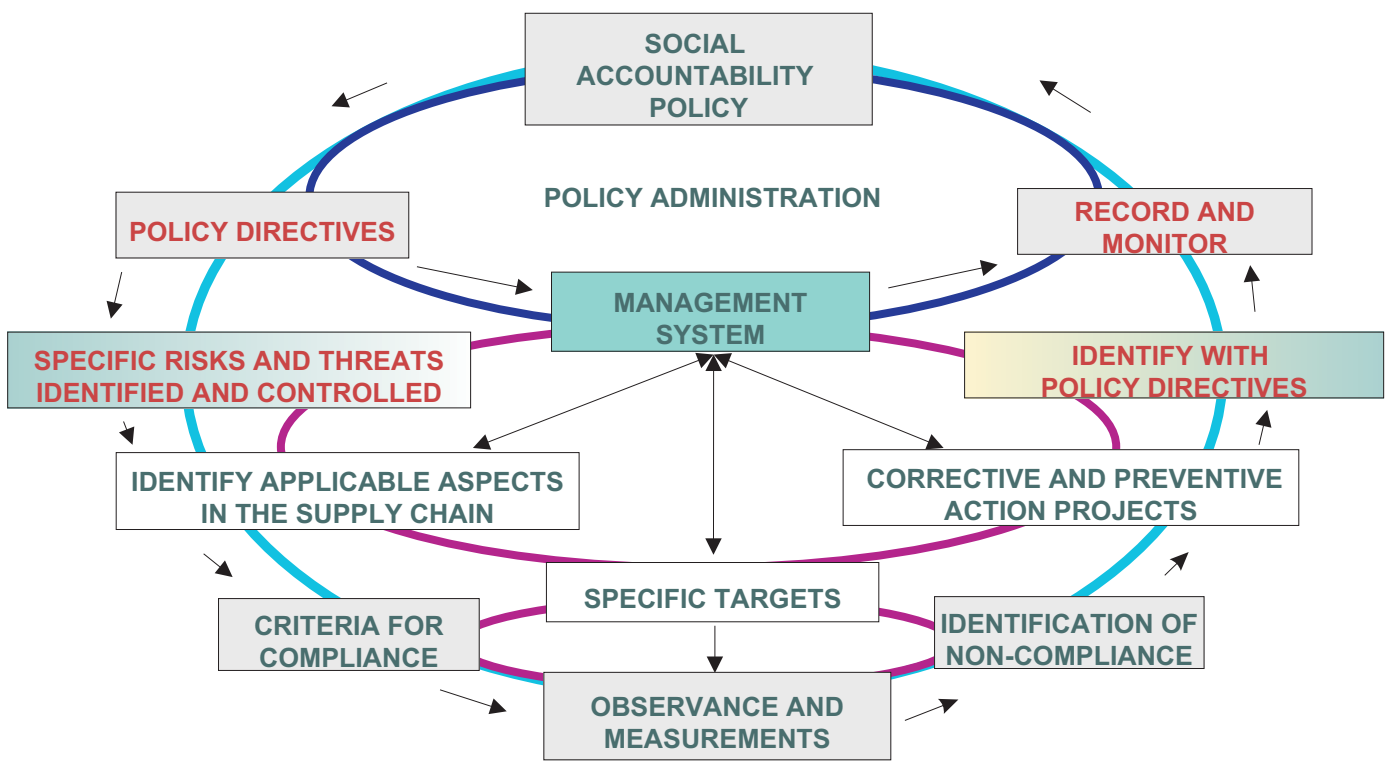 SOCIAL
ACCOUNTABILITY
POLICY
POLICY ADMINISTRATION
POLICY DIRECTIVES
RECORD AND
MONITOR
MANAGEMENT
SYSTEM
SPECIFIC RISKS AND THREATS
IDENTIFIED AND CONTROLLED
IDENTIFY WITH
POLICY DIRECTIVES
IDENTIFY APPLICABLE ASPECTS
IN THE SUPPLY CHAIN
CORRECTIVE AND PREVENTIVE
ACTION PROJECTS
SPECIFIC TARGETS
CRITERIA FOR
COMPLIANCE
IDENTIFICATION OF
NON-COMPLIANCE
OBSERVANCE AND
MEASUREMENTS